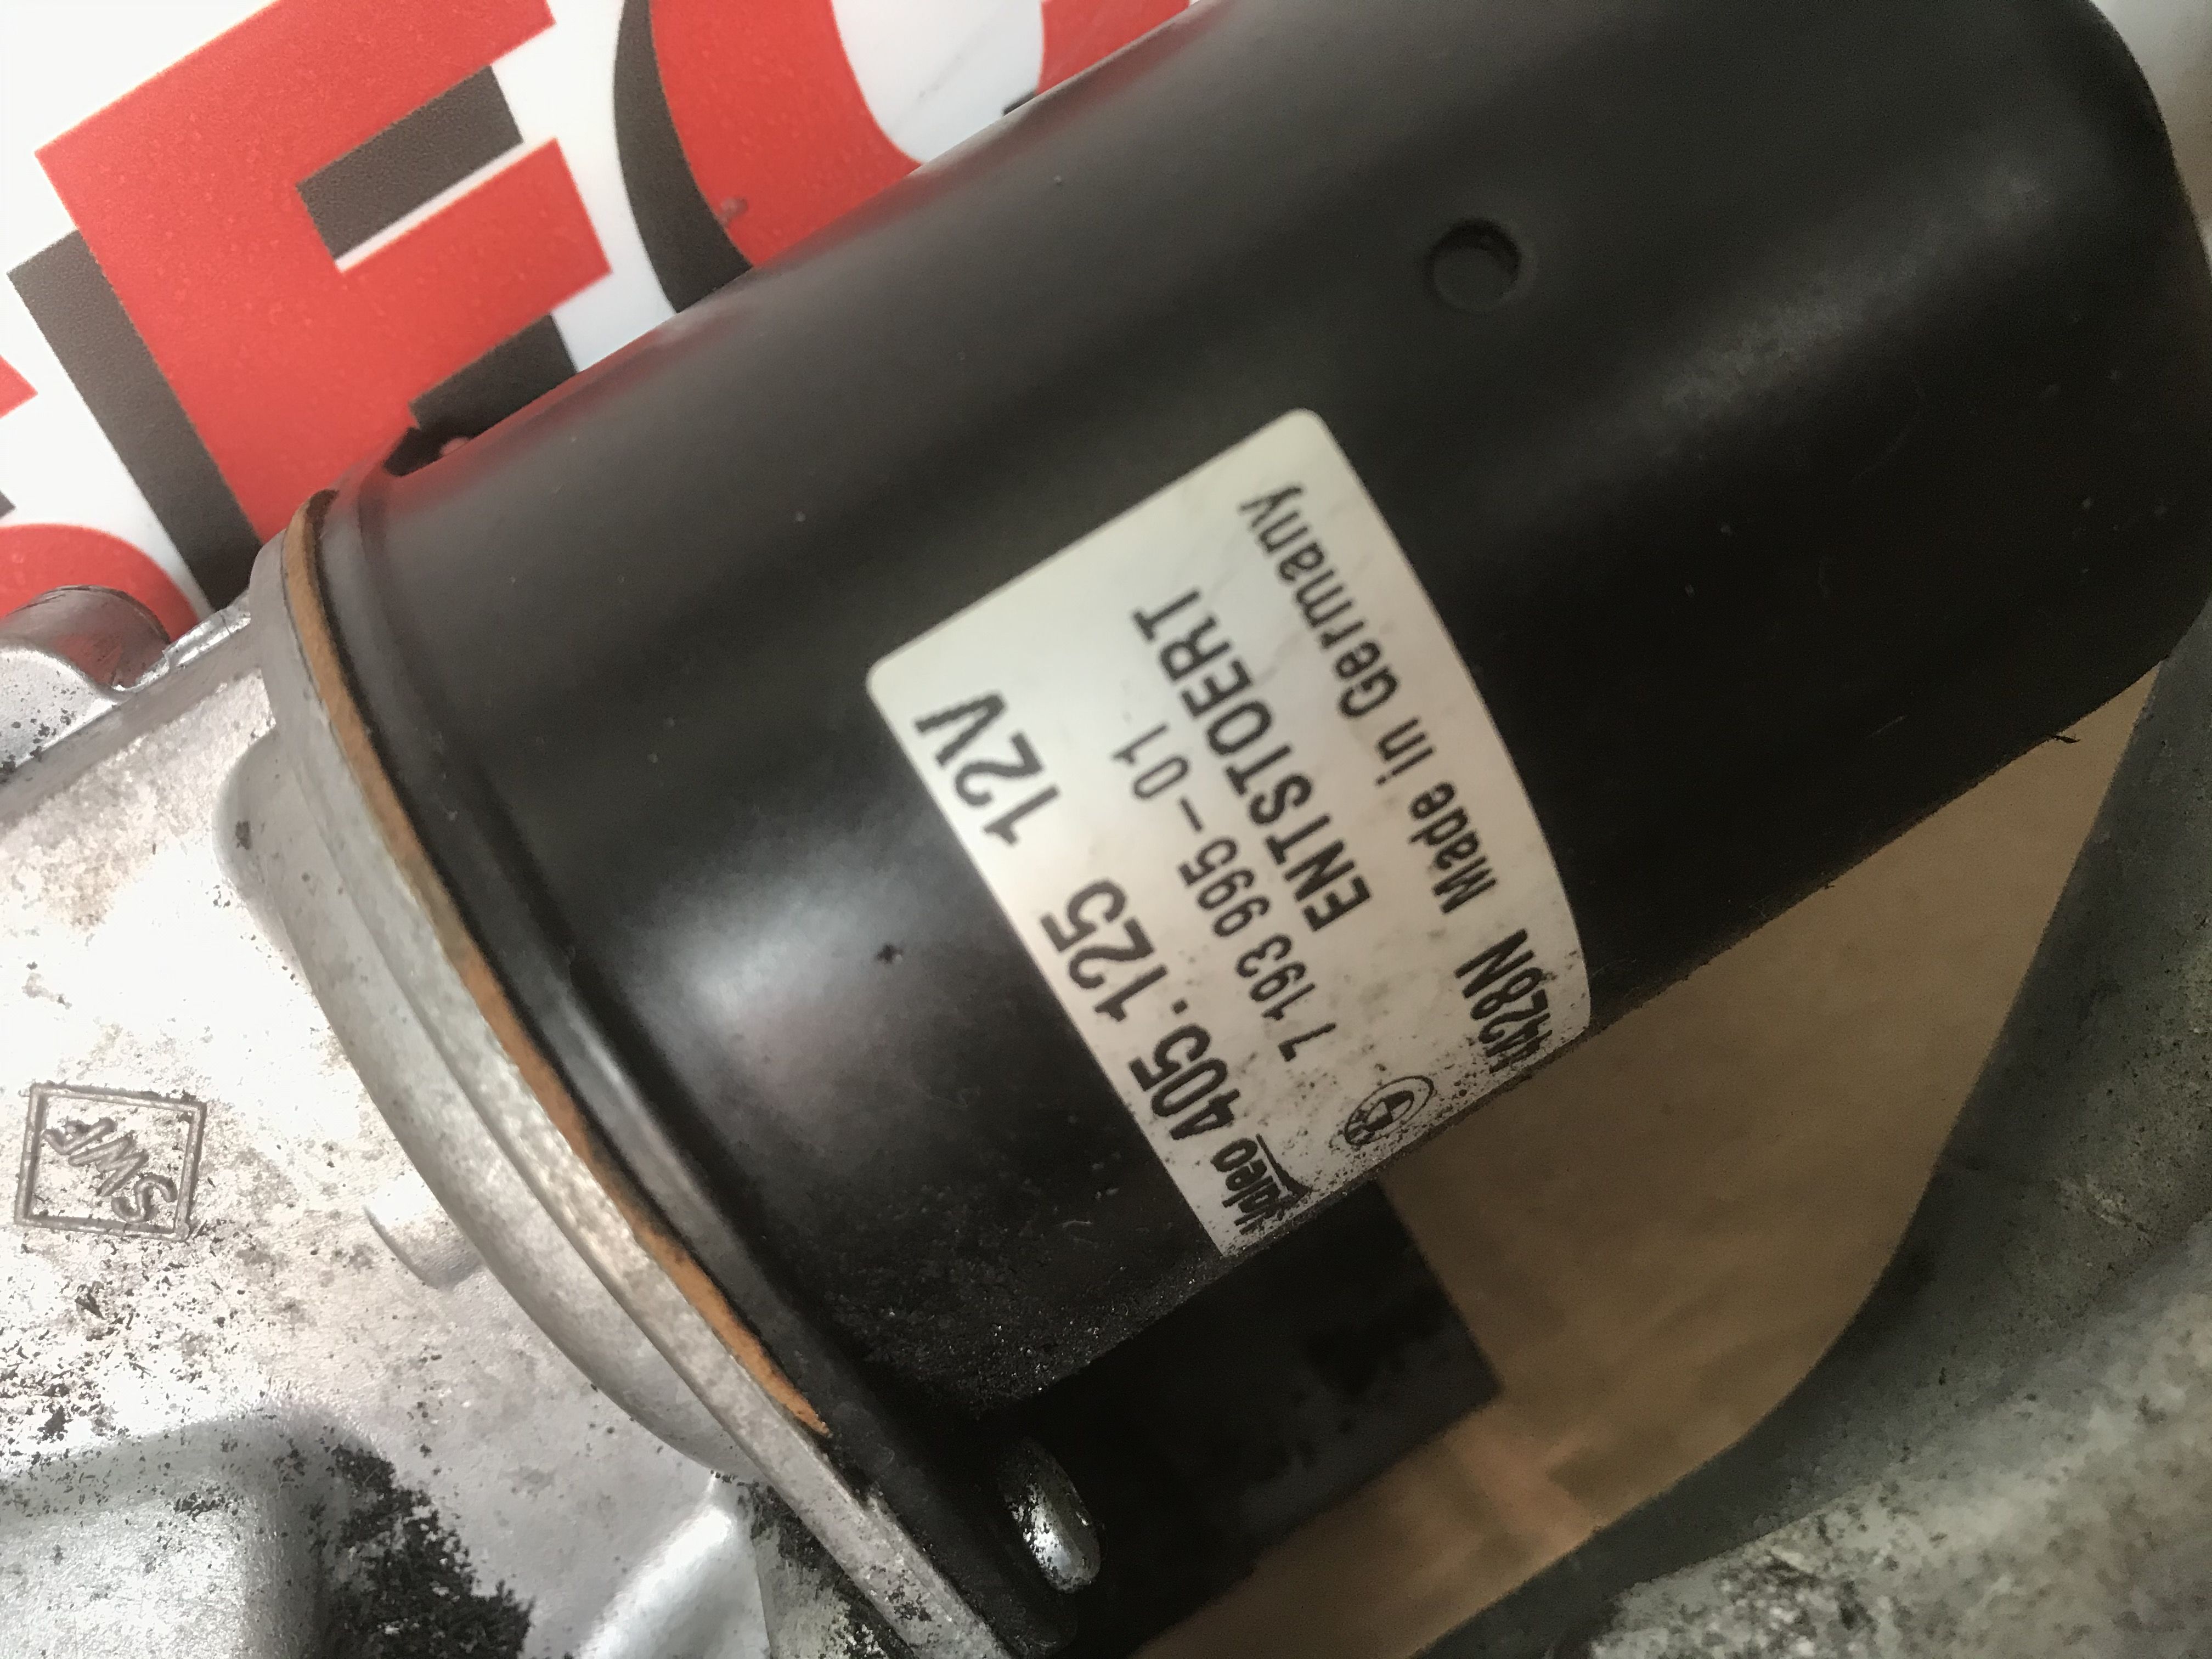 Valeo 405.125 12V
7 193 995-01
ENTSTOERT
4428N Made in Germany
SWF